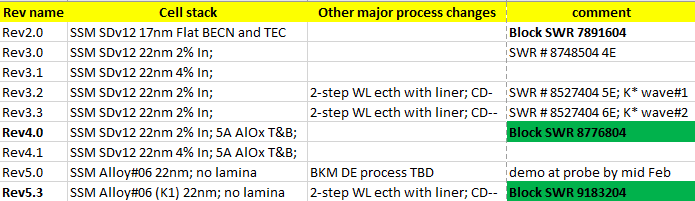 Rev name Cell stack Other major process changes comment
Rev2.0 SSM SDv12 17nm Flat BECN and TEC Block SWR 7891604
Rev3.0 SSM SDv12 22nm 2% In; SWR # 8748504 4E
Rev3.1 SSM SDv12 22nm 4% In;
Rev3.2 SSM SDv12 22nm 2% In; 2-step WL ecth with liner; CD- SWR # 8527404 5E; K* wave#1
Rev3.3 SSM SDv12 22nm 2% In; 2-step WL ecth with liner; CD-- SWR # 8527404 6E; K* wave#2
Rev4.0 SSM SDv12 22nm 2% In; 5A AlOx T&B; Block SWR 8776804
Rev4.1 SSM SDv12 22nm 4% In; 5A AlOx T&B;
Rev5.0 SSM Alloy#06 22nm; no lamina BKM DE process TBD demo at probe by mid Feb
Rev5.3 SSM Alloy#06 (K1) 22nm; no lamina 2-step WL ecth with liner; CD-- Block SWR 9183204